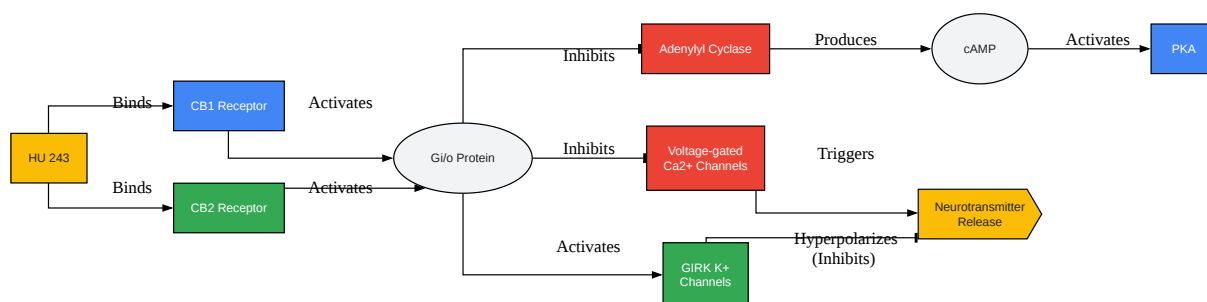 HU 243
Binds
Binds
CB1 Receptor
CB2 Receptor
Activates
Activates
Gi/o Protein
Inhibits
Inhibits
Activates
Adenylyl Cyclase
Voltage-gated
Ca2+ Channels
GIRK K+
Channels
Produces
Triggers
Hyperpolarizes
(Inhibits)
cAMP
Neurotransmitter
Release
Activates
PKA